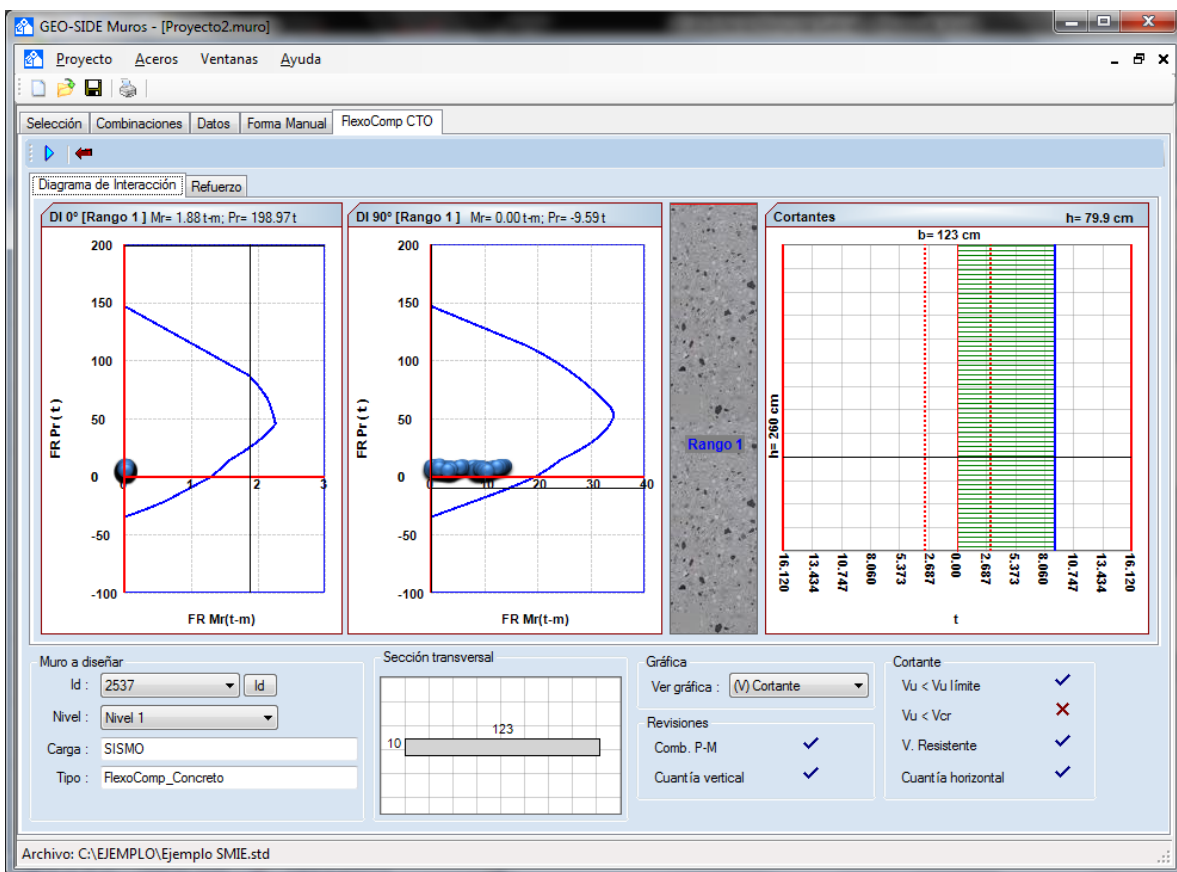 GEO-SIDE Muros - [Proyecto2.muro]
Proyecto Aceros Ventanas Ayuda
Selección Combinaciones Datos Forma Manual FlexoComp CTO
Diagrama de Interacción Refuerzo
DI 0º [Rango 1 ] Mr= 1.88 t-m; Pr= 198.97 t
200
150
100
50
0
-50
-100
FR Pr ( t )
1 2 3
FR Mr(t-m)
DI 90º [Rango 1 ] Mr= 0.00 t-m; Pr= -9.59 t
200
150
100
50
0
-50
-100
FR Pr ( t )
10 20 30 40
FR Mr(t-m)
Rango 1
Cortantes h= 79.9 cm
b= 123 cm
h= 260 cm
16.120 13.434 10.747 8.060 5.373 2.687 0.00 2.687 5.373 8.060 10.747 13.434 16.120
t
Muro a diseñar
Id : 2537 Id
Nivel : Nivel 1
Carga : SISMO
Tipo : FlexoComp_Concreto
Sección transversal
123
10
Gráfica
Ver gráfica : (V) Cortante
Revisiones
Comb. P-M
Cuantía vertical
Cortante
Vu < Vu límite
Vu < Vcr
V. Resistente
Cuantía horizontal
Archivo: C:\EJEMPLO\Ejemplo SMIE.std